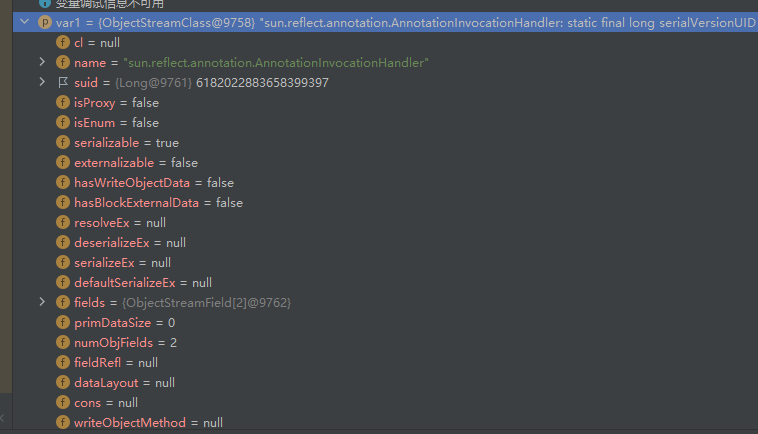 变量调试信息不可用
var1 = {ObjectStreamClass@9758} "sun.reflect.annotation.AnnotationInvocationHandler: static final long serialVersionUID
cl = null
name = "sun.reflect.annotation.AnnotationInvocationHandler"
suid = {Long@9761} 6182022883658399397
isProxy = false
isEnum = false
serializable = true
externalizable = false
hasWriteObjectData = false
hasBlockExternalData = false
resolveEx = null
deserializeEx = null
serializeEx = null
defaultSerializeEx = null
fields = {ObjectStreamField[2]@9762}
primDataSize = 0
numObjFields = 2
fieldRefl = null
dataLayout = null
cons = null
writeObjectMethod = null